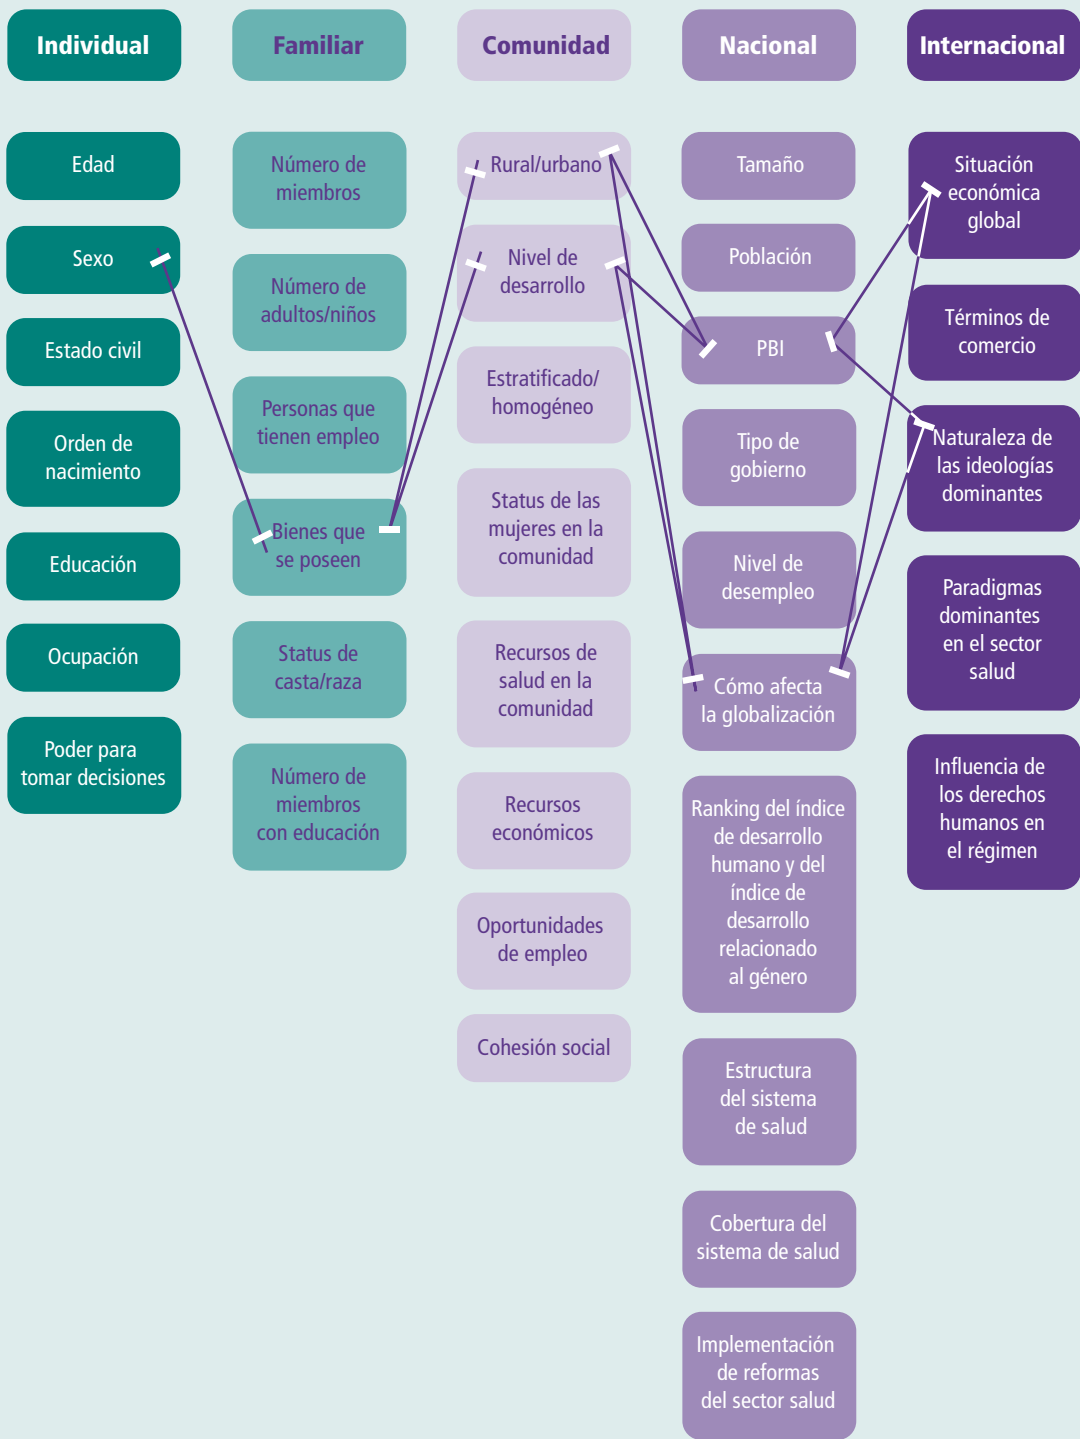 Individual
Familiar
Comunidad
Nacional
Internacional
Edad
Sexo
Estado civil
Orden de
nacimiento
Educación
Ocupación
Poder para
tomar decisiones
Número de
miembros
Número de
adultos/niños
Personas que
tienen empleo
Bienes que
se poseen
Status de
casta/raza
Número de
miembros
con educación
Rural/urbano
Nivel de
desarrollo
Estratificado/
homogéneo
Status de las
mujeres en la
comunidad
Recursos de
salud en la
comunidad
Recursos
económicos
Oportunidades
de empleo
Cohesión social
Tamaño
Población
PBI
Tipo de
gobierno
Nivel de
desempleo
Cómo afecta
la globalización
Ranking del índice
de desarrollo
humano y del
índice de
desarrollo
relacionado
al género
Estructura
del sistema
de salud
Cobertura del
sistema de salud
Implementación
de reformas
del sector salud
Situación
económica
global
Términos de
comercio
Naturaleza de
las ideologías
dominantes
Paradigmas
dominantes
en el sector
salud
Influencia de
los derechos
humanos en
el régimen